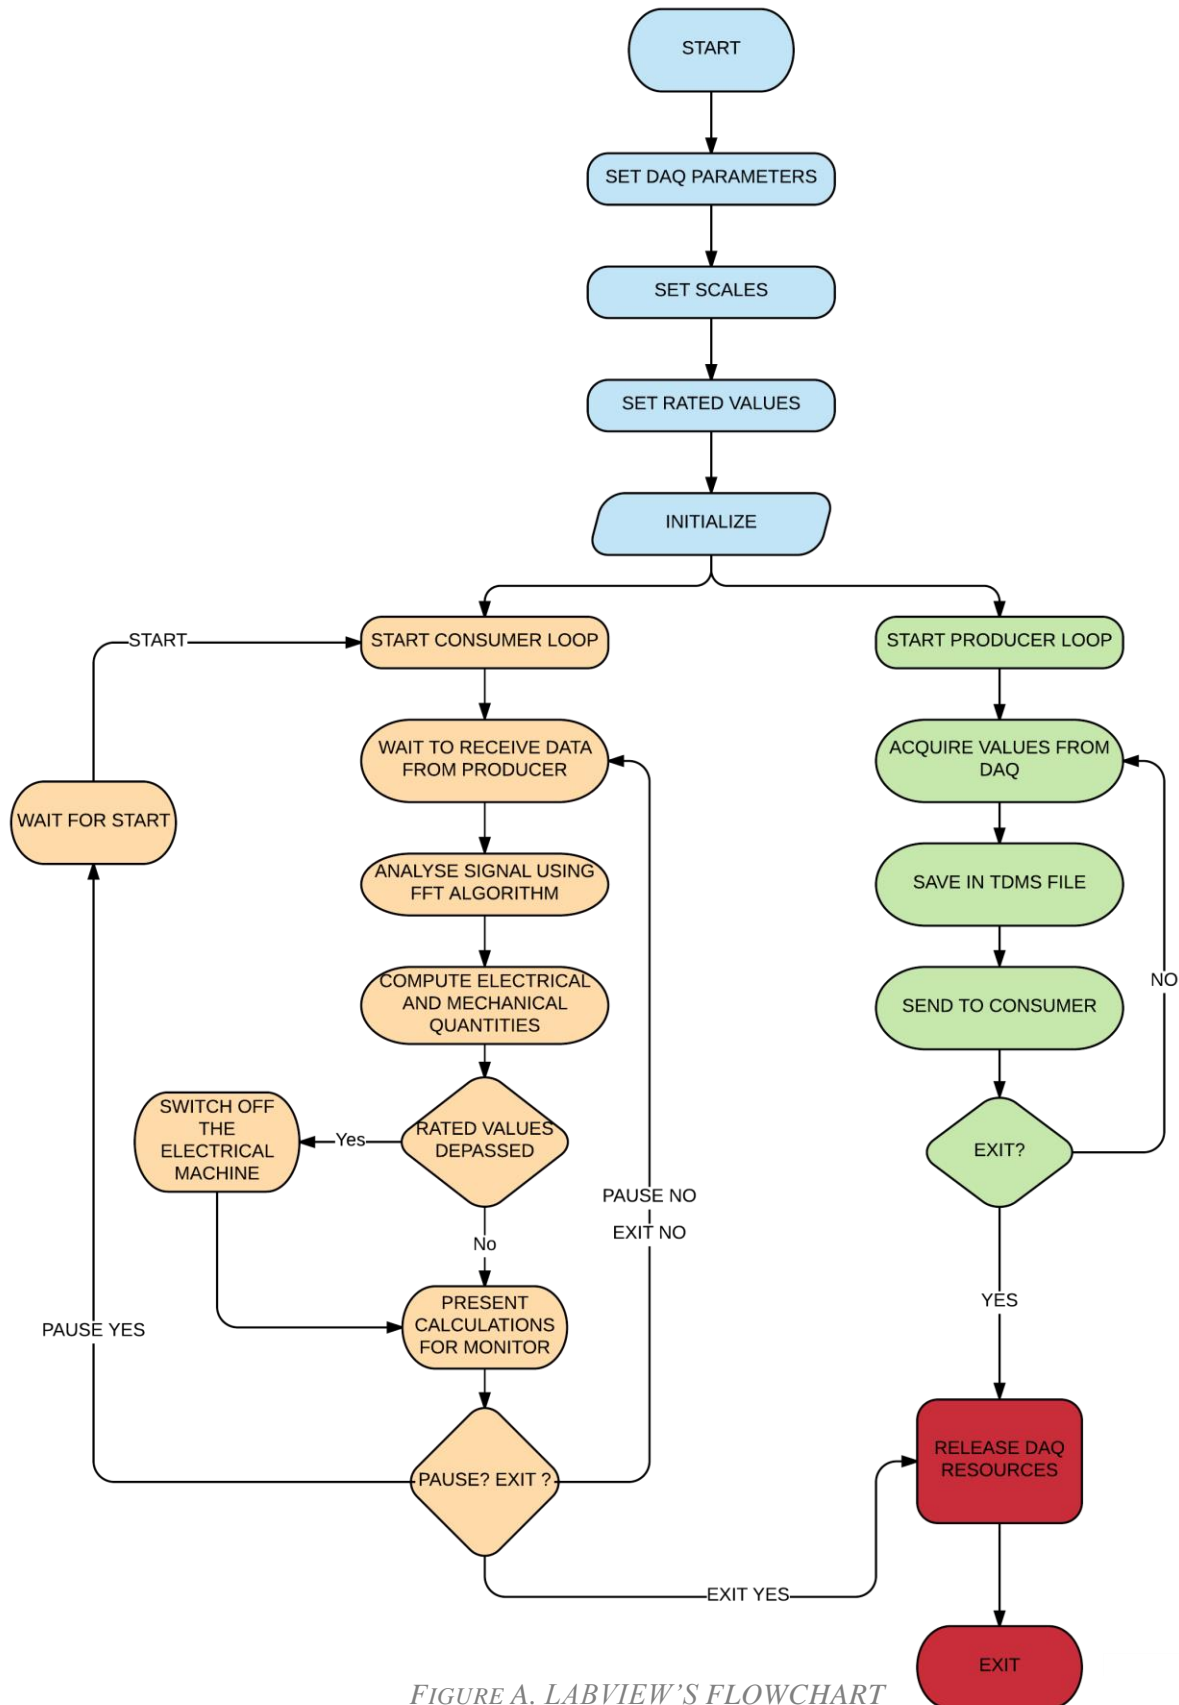 START
SET DAQ PARAMETERS
SET SCALES
SET RATED VALUES
INITIALIZE
START
START CONSUMER LOOP
START PRODUCER LOOP
WAIT TO RECEIVE DATA
FROM PRODUCER
ACQUIRE VALUES FROM
DAQ
WAIT FOR START
ANALYSE SIGNAL USING
FFT ALGORITHM
SAVE IN TDMS FILE
COMPUTE ELECTRICAL
AND MECHANICAL
QUANTITIES
SEND TO CONSUMER
NO
SWITCH OFF
THE
ELECTRICAL
MACHINE
Yes
RATED VALUES
DEPASSED
EXIT?
PAUSE NO
EXIT NO
No
YES
PRESENT
CALCULATIONS
FOR MONITOR
PAUSE YES
PAUSE? EXIT ?
RELEASE DAQ
RESOURCES
EXIT YES
EXIT
FIGURE A. LABVIEW'S FLOWCHART